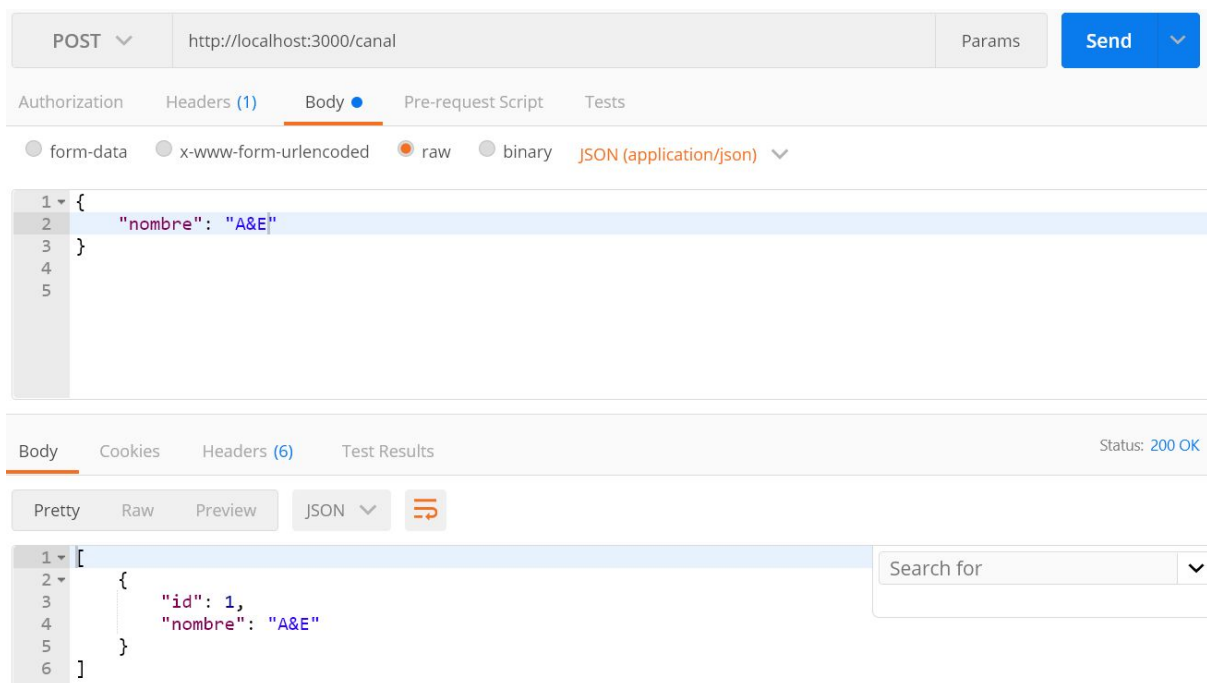 POST http://localhost:3000/canal Params Send
Authorization Headers (1) Body Pre-request Script Tests
form-data x-www-form-urlencoded raw binary JSON (application/json)
1 {
2 "nombre": "A&E"
3 }
4
5
Body Cookies Headers (6) Test Results Status: 200 OK
Pretty Raw Preview JSON
1 [
Search for
2 {
3 "id": 1,
4 "nombre": "A&E"
5 }
6 ]